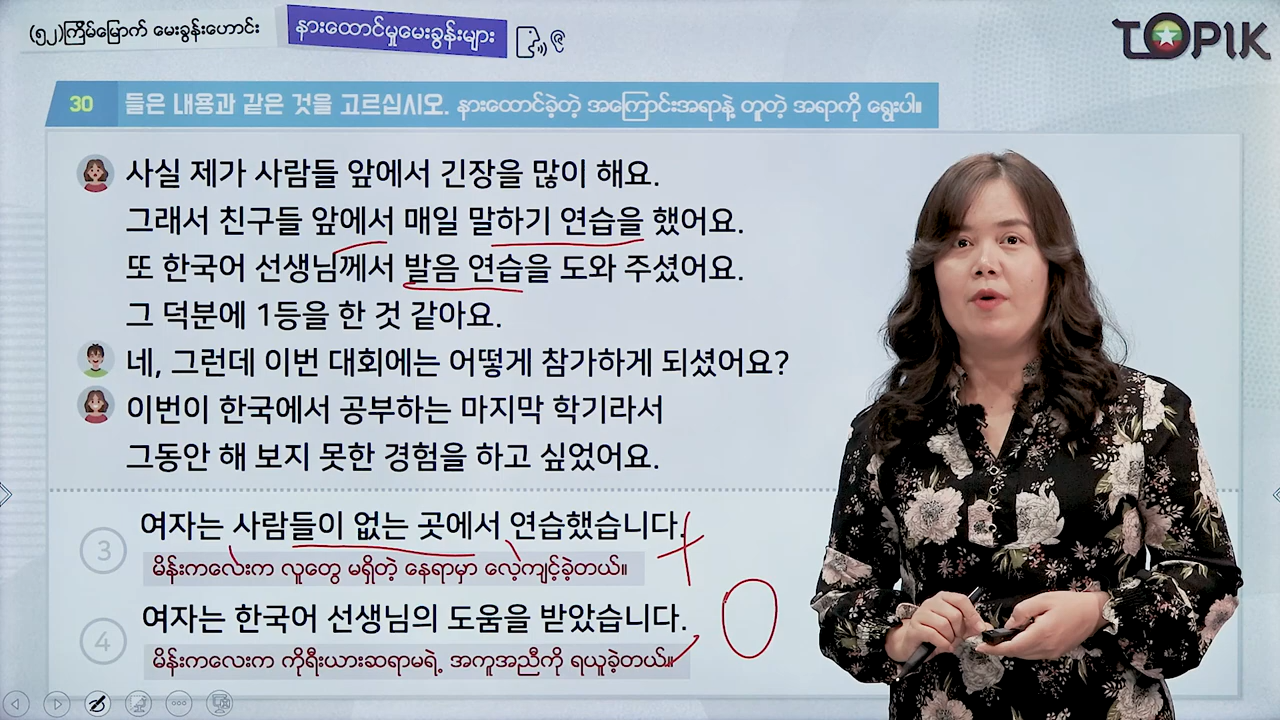 (၅၂)ကြိမ်မြောက် မေးခွန်းဟောင်း
နားထောင်မှုမေးခွန်းများ
TOPIK
30 들은 내용과 같은 것을 고르십시오. နားထောင်ခဲ့တဲ့ အကြောင်းအရာနဲ့ တူတဲ့ အရာကို ရွေးပါ။
사실 제가 사람들 앞에서 긴장을 많이 해요.
그래서 친구들 앞에서 매일 말하기 연습을 했어요.
또 한국어 선생님께서 발음 연습을 도와 주셨어요.
그 덕분에 1등을 한 것 같아요.
네, 그런데 이번 대회에는 어떻게 참가하게 되셨어요?
이번이 한국에서 공부하는 마지막 학기라서
그동안 해 보지 못한 경험을 하고 싶었어요.
3 여자는 사람들이 없는 곳에서 연습했습니다.
မိန်းကလေးက လူတွေ မရှိတဲ့ နေရာမှာ လေ့ကျင့်ခဲ့တယ်။
4 여자는 한국어 선생님의 도움을 받았습니다.
မိန်းကလေးက ကိုရီးယားဆရာမရဲ့ အကူအညီကို ရယူခဲ့တယ်။